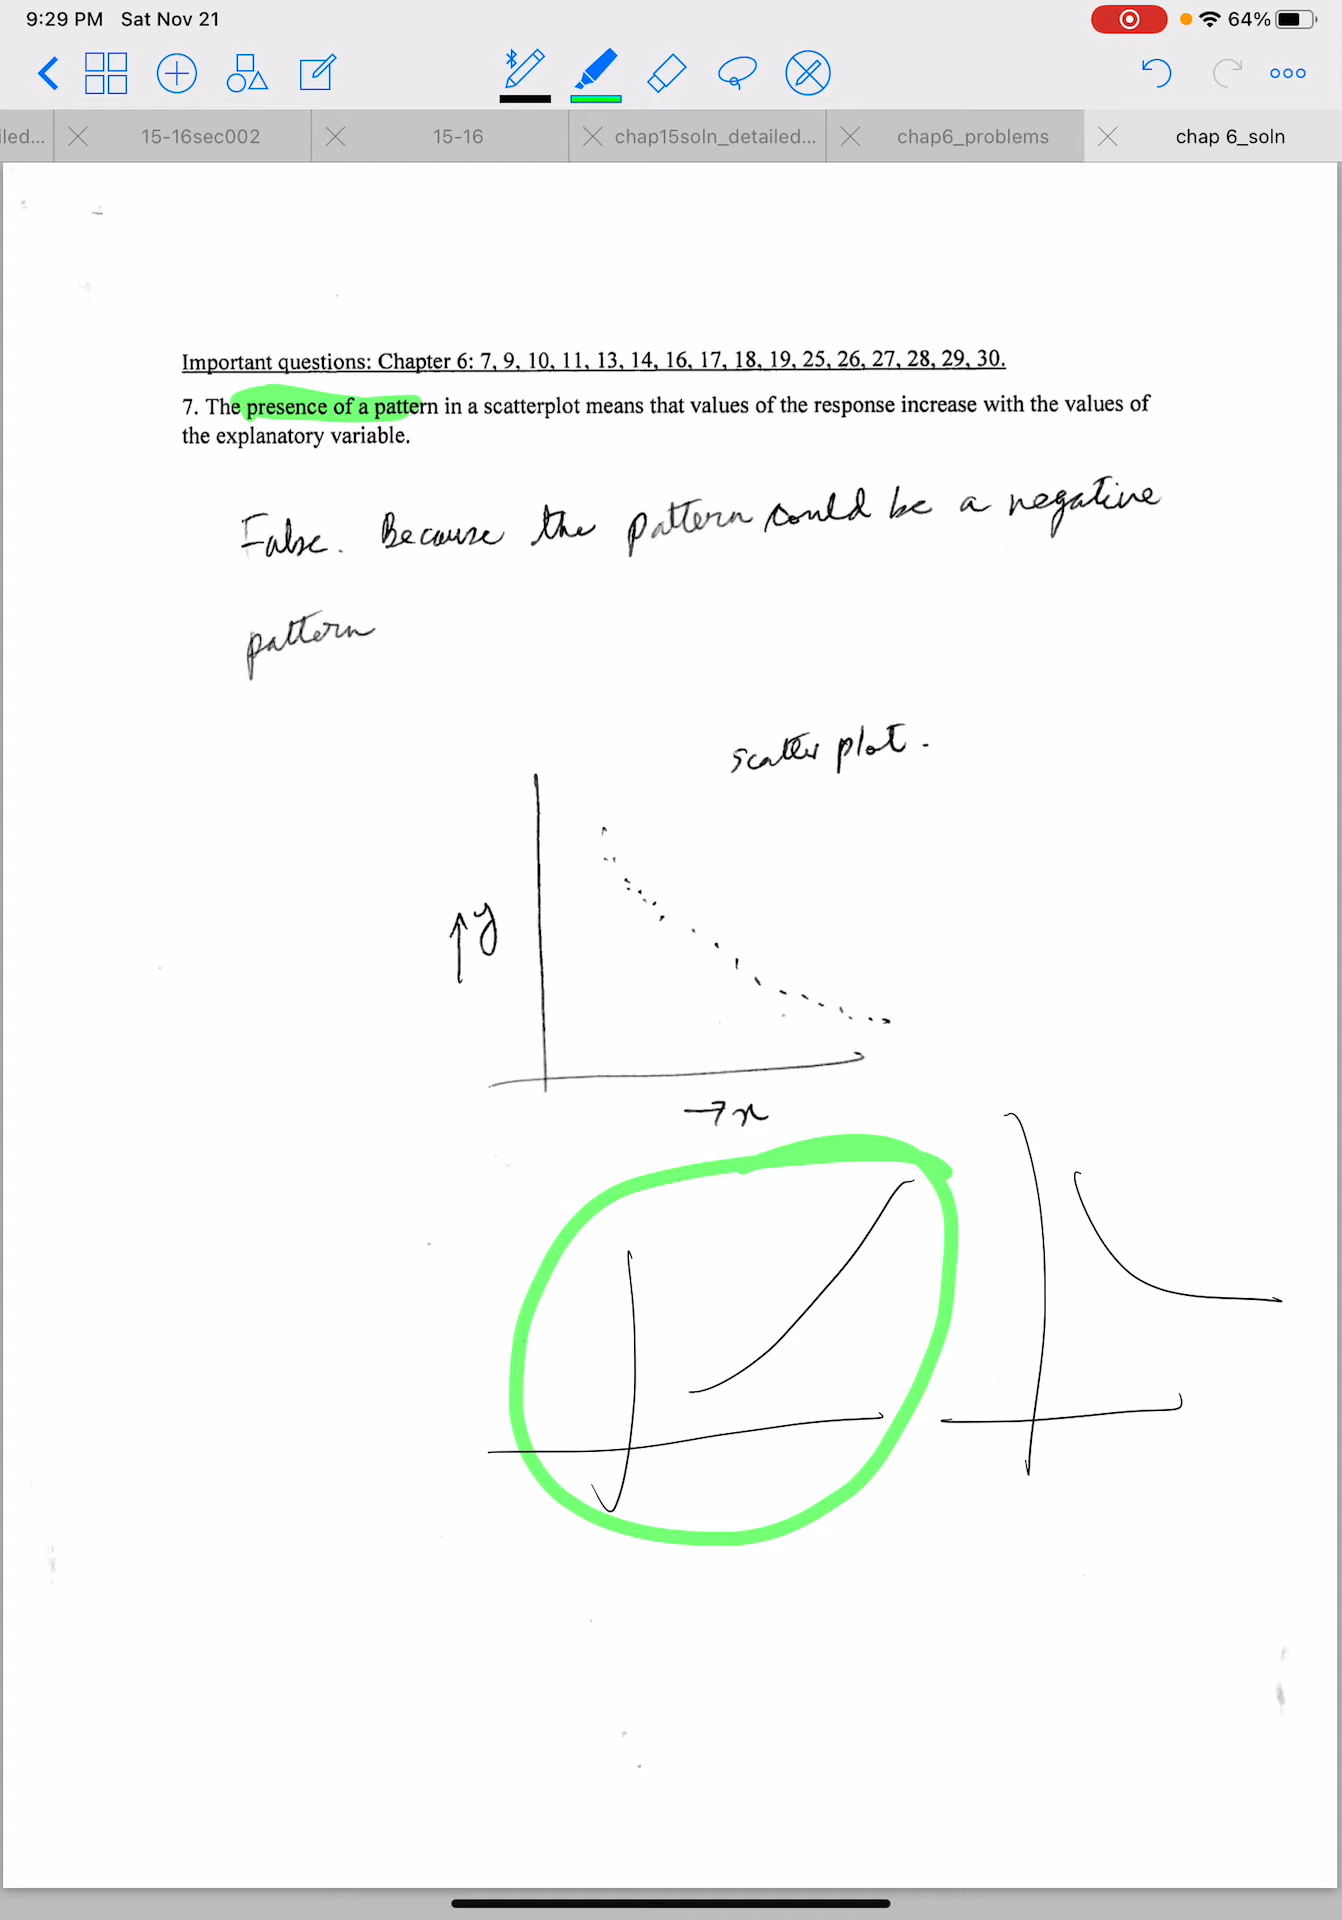 9:29 PM Sat Nov 21
64%
iled...
15-16sec002
15-16
chap15soln_detailed...
chap6_problems
chap 6_soln
Important questions: Chapter 6: 7, 9, 10, 11, 13, 14, 16, 17, 18, 19, 25, 26, 27, 28, 29, 30.
7. The presence of a pattern in a scatterplot means that values of the response increase with the values of
the explanatory variable.
False. Because the pattern could be a negative
pattern
scatter plot.
↑y
→x